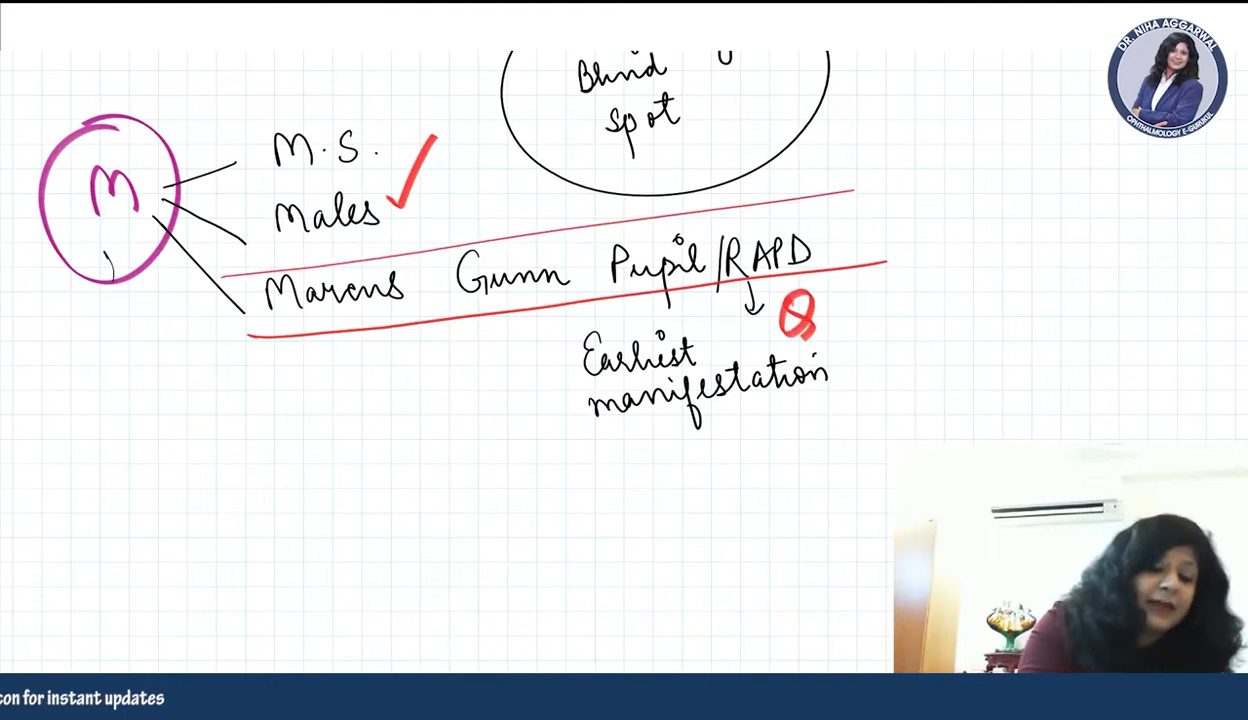 DR. NIHA AGGARWAL
OPHTHALMOLOGY E-GURUKUL
Blind
Spot
M
M.S.
Males
Marcus Gunn Pupil/RAPD
Q
Earliest
manifestation
con for instant updates